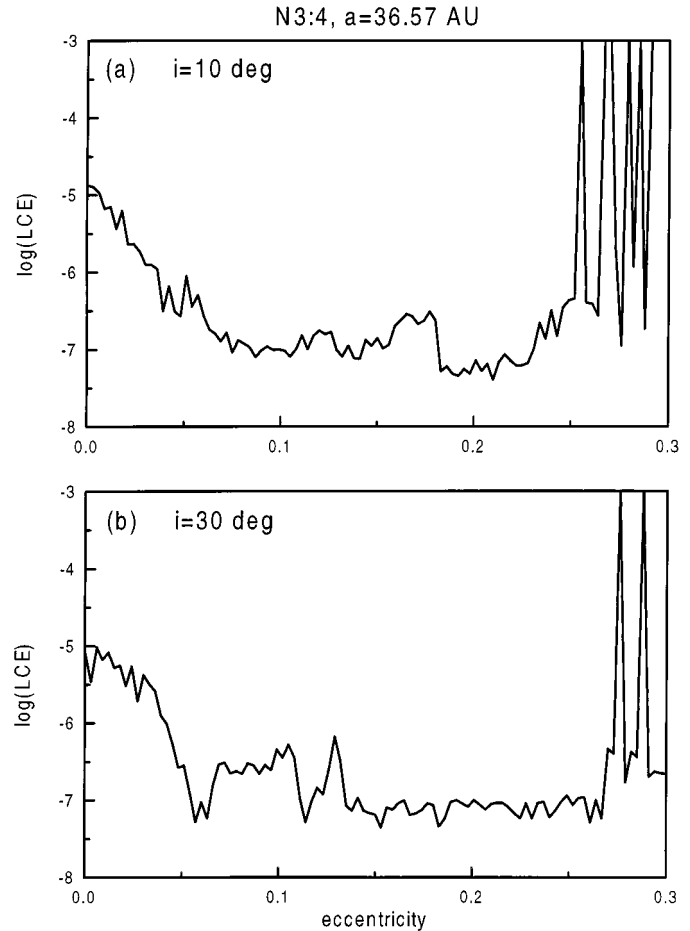 N3:4, a=36.57 AU
-3
(a) i=10 deg
-4
-5
log(LCE)
-6
-7
-8
0.0 0.1 0.2 0.3
-3
(b) i=30 deg
-4
-5
log(LCE)
-6
-7
-8
0.0 0.1 0.2 0.3
eccentricity